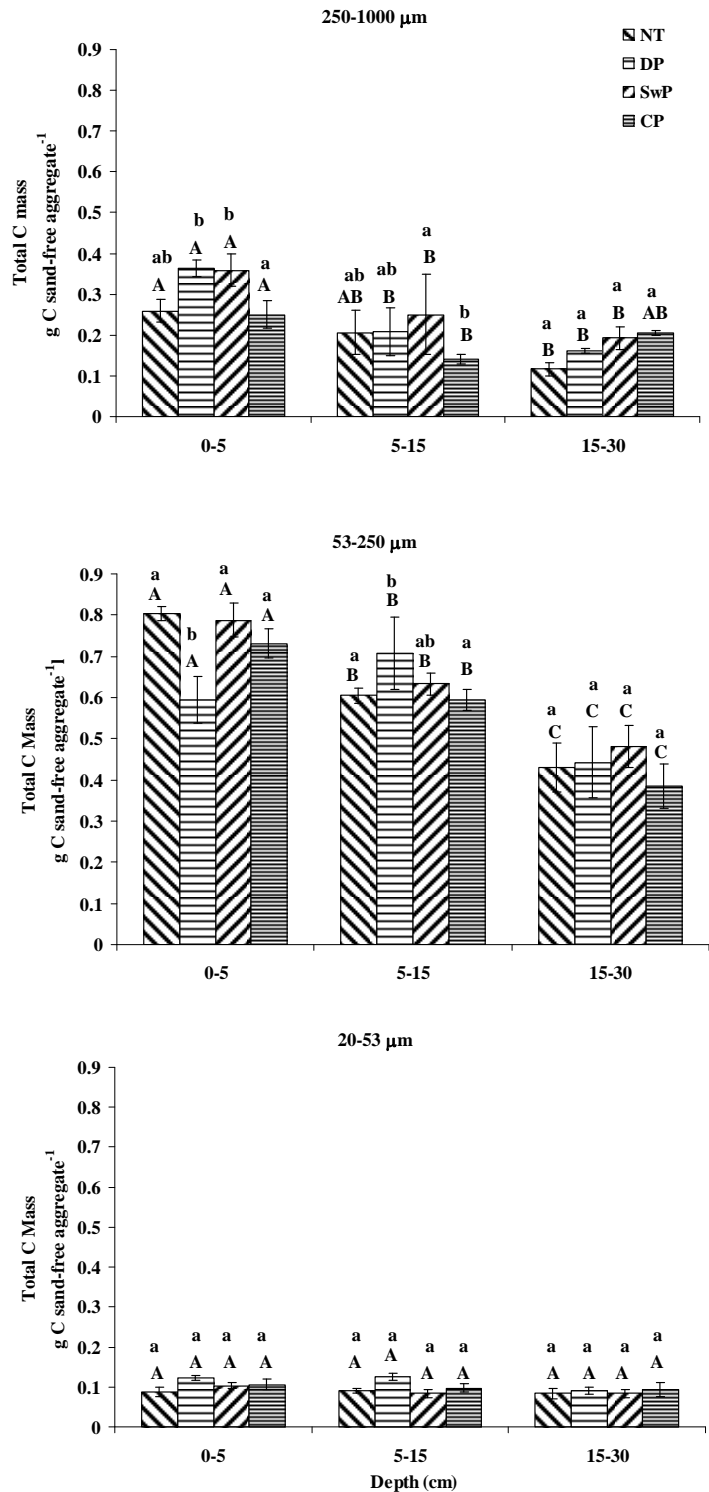 250-1000 μm
NT
DP
SwP
CP
Total C mass
g C sand-free aggregate-1
0.9
0.8
0.7
0.6
0.5
0.4
0.3
0.2
0.1
0
ab b b a
A A A A
ab ab a b
AB B B B
a a a a
B B B AB
0-5 5-15 15-30
53-250 μm
Total C Mass
g C sand-free aggregate-1]
0.9
0.8
0.7
0.6
0.5
0.4
0.3
0.2
0.1
0
a b a a
A A A A
a b ab a
B B B B
a a a a
C C C C
0-5 5-15 15-30
20-53 μm
Total C Mass
g C sand-free aggregate-1
0.9
0.8
0.7
0.6
0.5
0.4
0.3
0.2
0.1
0
a a a a
A A A A
a a a a
A A A A
a a a a
A A A A
0-5 5-15 15-30
Depth (cm)